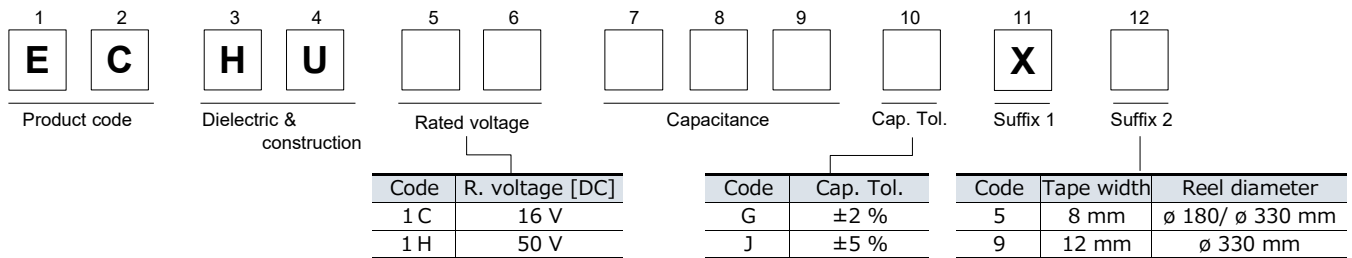 1 2 3 4 5 6 7 8 9 10 11 12
E C H U X
Product code Dielectric & Rated voltage Capacitance Cap. Tol. Suffix 1 Suffix 2
construction
Code R. voltage [DC] Code Cap. Tol. Code Tape width Reel diameter
1 C 16 V G ±2 % 5 8 mm ø 180/ ø 330 mm
1 H 50 V J ±5 % 9 12 mm ø 330 mm